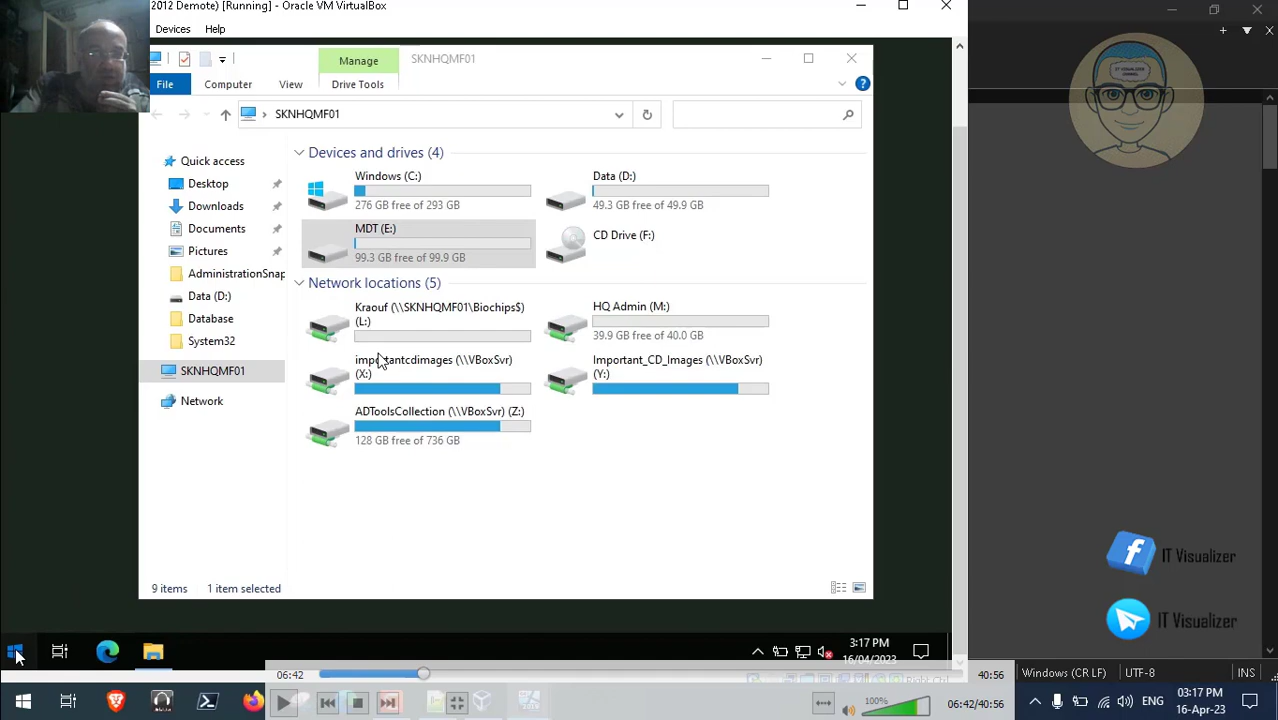 2012 Demote) [Running] - Oracle VM VirtualBox
Devices Help
Manage SKNHQMF01
File Computer View Drive Tools
SKNHQMF01
IT VISUALIZER
CHANNEL
Quick access
Desktop
Downloads
Documents
Pictures
AdministrationSnap
Data (D:)
Database
System32
SKNHQMF01
Network
Devices and drives (4)
Windows (C:)
276 GB free of 293 GB
Data (D:)
49.3 GB free of 49.9 GB
MDT (E:)
99.3 GB free of 99.9 GB
CD Drive (F:)
Network locations (5)
Kraouf (\\SKNHQMF01\Biochips$)
(L:)
HQ Admin (M:)
39.9 GB free of 40.0 GB
importantcdimages (\\VBoxSvr)
(X:)
Important_CD_Images (\\VBoxSvr)
(Y:)
ADToolsCollection (\\VBoxSvr) (Z:)
128 GB free of 736 GB
9 items 1 item selected
IT Visualizer
IT Visualizer
3:17 PM
16/04/2023
06:42 40:56
Windows (CR LF) UTF-8 INS
100%
06:42/40:56
ENG
03:17 PM
16-Apr-23